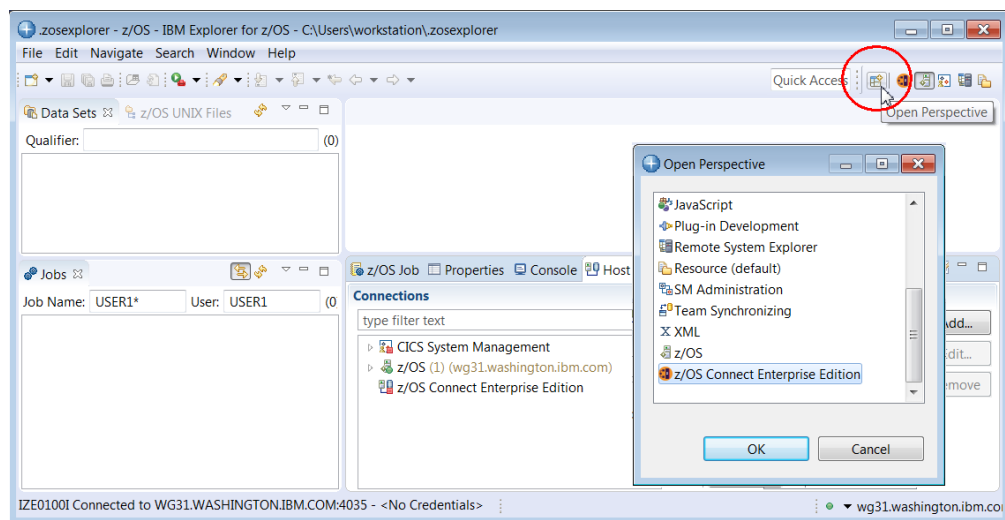 .zosexplorer - z/OS - IBM Explorer for z/OS - C:\Users\workstation\.zosexplorer
File Edit Navigate Search Window Help
Quick Access
Open Perspective
Data Sets z/OS UNIX Files
Qualifier: (0)
Open Perspective
JavaScript
Plug-in Development
Remote System Explorer
Resource (default)
SM Administration
Team Synchronizing
XML
z/OS
z/OS Connect Enterprise Edition
OK Cancel
Jobs
Job Name: USER1* User: USER1 (0
z/OS Job Properties Console Host
Connections
type filter text
CICS System Management
z/OS (1) (wg31.washington.ibm.com)
z/OS Connect Enterprise Edition
Add...
Edit...
emove
IZE0100I Connected to WG31.WASHINGTON.IBM.COM:4035 - <No Credentials>
wg31.washington.ibm.co